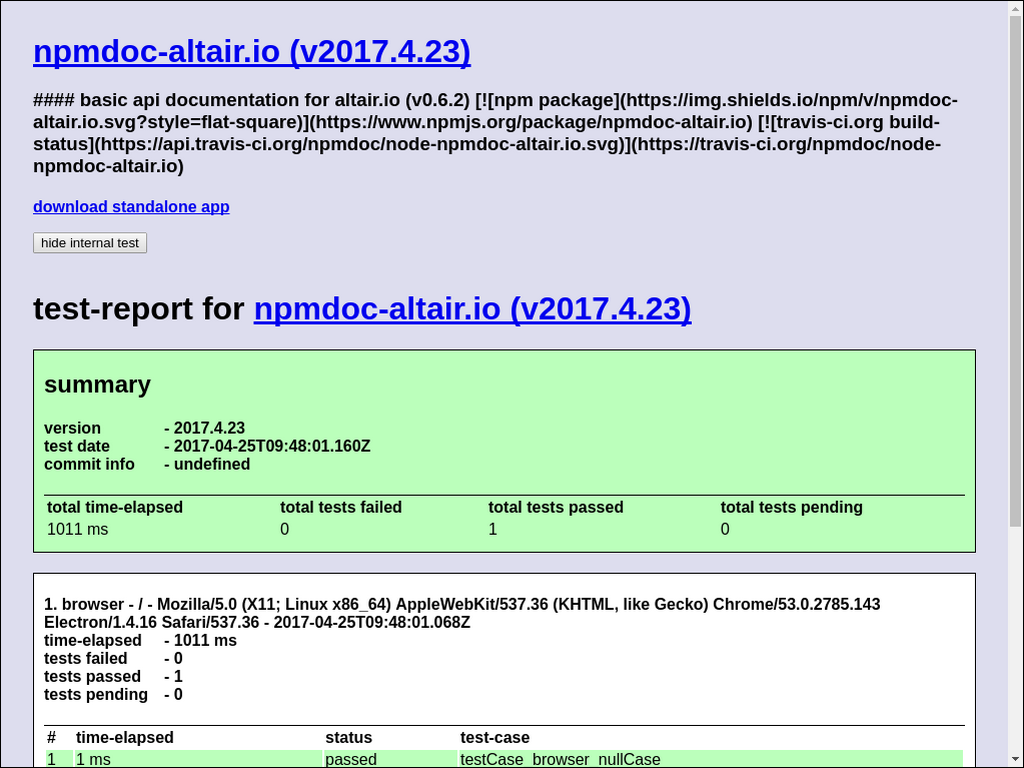 npmdoc-altair.io (v2017.4.23)
#### basic api documentation for altair.io (v0.6.2) [![npm package](https://img.shields.io/npm/v/npmdoc-
altair.io.svg?style=flat-square)](https://www.npmjs.org/package/npmdoc-altair.io) [![travis-ci.org build-
status](https://api.travis-ci.org/npmdoc/node-npmdoc-altair.io.svg)](https://travis-ci.org/npmdoc/node-
npmdoc-altair.io)
download standalone app
hide internal test
test-report for npmdoc-altair.io (v2017.4.23)
summary
version - 2017.4.23
test date - 2017-04-25T09:48:01.160Z
commit info - undefined
total time-elapsed total tests failed total tests passed total tests pending
1011 ms 0 1 0
1. browser - / - Mozilla/5.0 (X11; Linux x86_64) AppleWebKit/537.36 (KHTML, like Gecko) Chrome/53.0.2785.143
Electron/1.4.16 Safari/537.36 - 2017-04-25T09:48:01.068Z
time-elapsed - 1011 ms
tests failed - 0
tests passed - 1
tests pending - 0
# time-elapsed status test-case
1 1 ms passed testCase_browser_nullCase